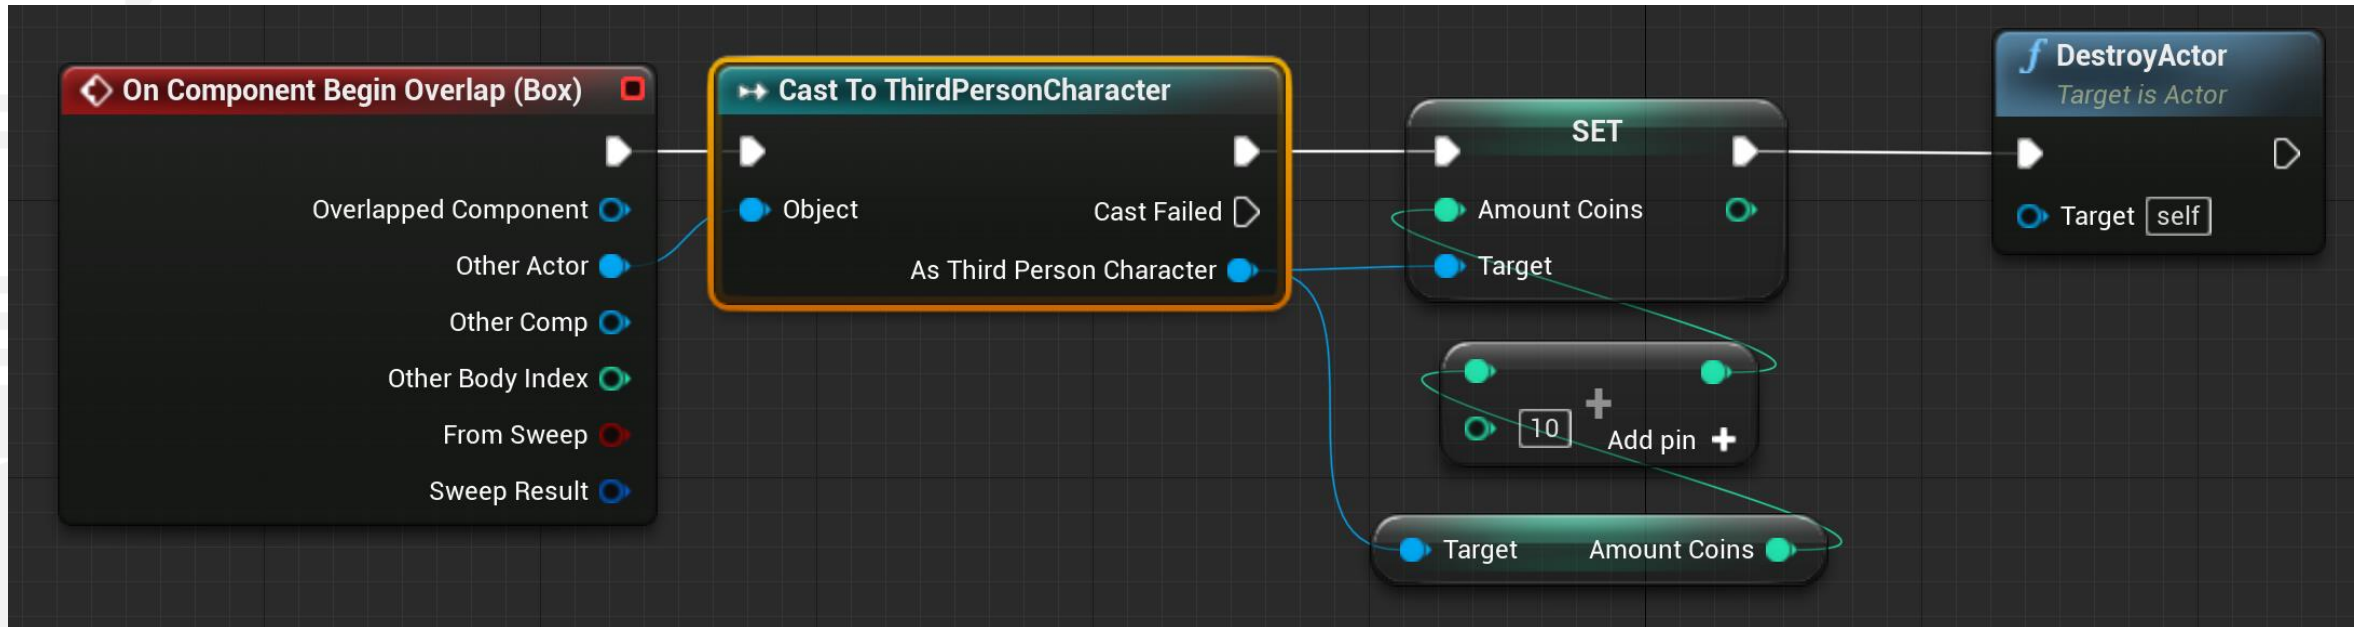 On Component Begin Overlap (Box)
Overlapped Component
Other Actor
Other Comp
Other Body Index
From Sweep
Sweep Result
Cast To ThirdPersonCharacter
Object
Cast Failed
As Third Person Character
SET
Amount Coins
Target
10
Add pin +
Target Amount Coins
f DestroyActor
Target is Actor
Target self